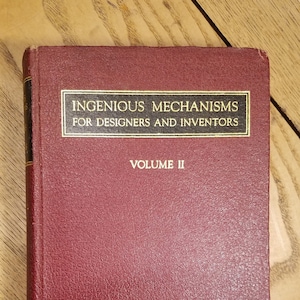 INGENIOUS MECHANISMS
FOR DESIGNERS AND INVENTORS
VOLUME II